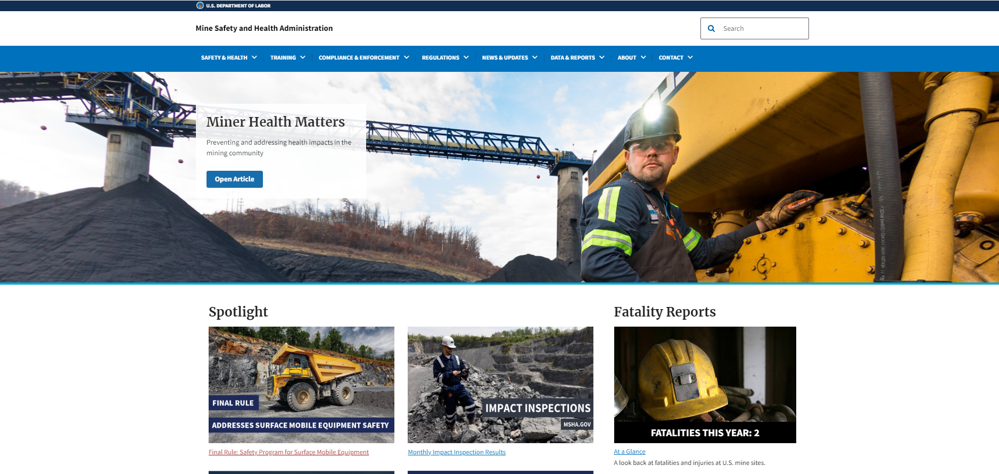 U.S. DEPARTMENT OF LABOR
Mine Safety and Health Administration
Search
SAFETY & HEALTH
TRAINING
COMPLIANCE & ENFORCEMENT
REGULATIONS
NEWS & UPDATES
DATA & REPORTS
ABOUT
CONTACT
Miner Health Matters
Preventing and addressing health impacts in the
mining community
Open Article
Spotlight
FINAL RULE
ADDRESSES SURFACE MOBILE EQUIPMENT SAFETY
Final Rule: Safety Program for Surface Mobile Equipment
IMPACT INSPECTIONS
MSHA.GOV
Monthly Impact Inspection Results
Fatality Reports
FATALITIES THIS YEAR: 2
At a Glance
A look back at fatalities and injuries at U.S. mine sites.